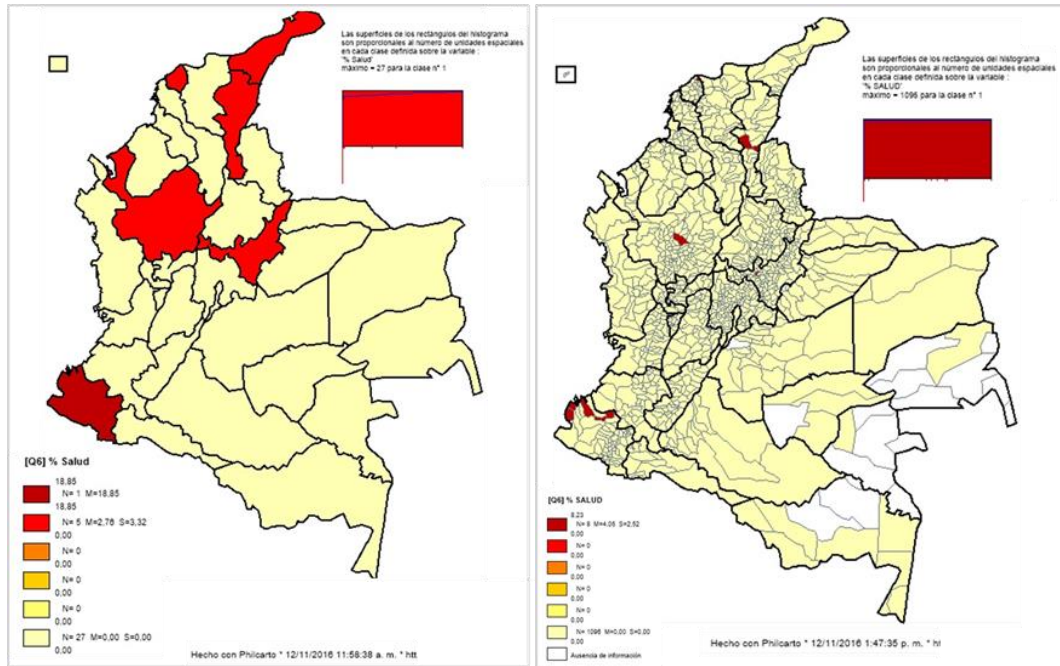 Las superficies de los rectángulos del histograma
son proporcionales al número de unidades espaciales
en cada clase definida sobre la variable :
'% Salud'
máximo = 27 para la clase n° 1
[Q6] % Salud
18,85
N= 1 M=18,85
18,85
N= 5 M=2,76 S=3,32
0,00
N= 0
0,00
N= 0
0,00
N= 0
0,00
N= 27 M=0,00 S=0,00
0,00
Hecho con Philcarto * 12/11/2016 11:58:38 a. m. * htt
Las superficies de los rectángulos del histograma
son proporcionales al número de unidades espaciales
en cada clase definida sobre la variable :
'% SALUD'
máximo = 1096 para la clase n° 1
[Q6] % SALUD
8,23
N= 8 M=4,05 S=2,52
0,00
N= 0
0,00
N= 0
0,00
N= 0
0,00
N= 0
0,00
N= 1096 M=0,00 S=0,00
0,00
Ausencia de información
Hecho con Philcarto * 12/11/2016 1:47:35 p. m. * ht